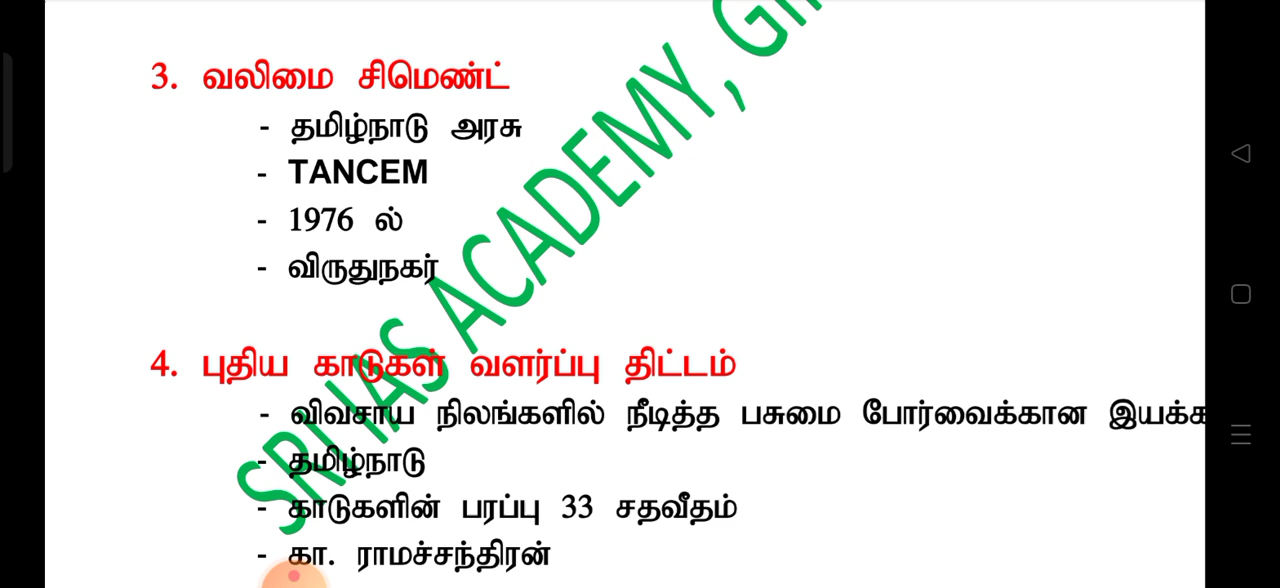 3. வலிமை சிமெண்ட்
- தமிழ்நாடு அரசு
- TANCEM
- 1976 ல்
- விருதுநகர்
4. புதிய காடுகள் வளர்ப்பு திட்டம்
- விவசாய நிலங்களில் நீடித்த பசுமை போர்வைக்கான
- தமிழ்நாடு
- காடுகளின் பரப்பு 33 சதவீதம்
- கா. ராமச்சந்திரன்
SRI IAS ACADEMY,